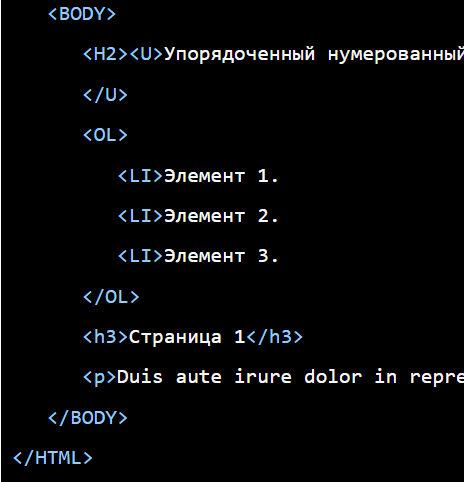 <BODY>
<H2><U>Упорядоченный нумерованный
</U>
<OL>
<LI>Элемент 1.
<LI>Элемент 2.
<LI>Элемент 3.
</OL>
<h3>Страница 1</h3>
<p>Duis aute irure dolor in repre
</BODY>
</HTML>